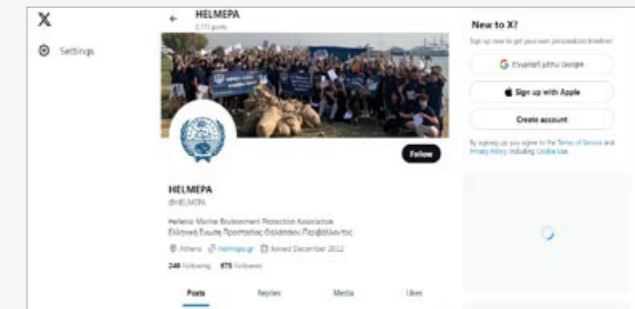 HELMEPA
posts
Settings
Follow
HELMEPA
@HELMEPA
Hellenic Marine Environment Protection Association
Ελληνική Ένωση Προστασίας Θαλάσσιου Περιβάλλοντος
Athens helmepa.gr Joined December 2012
240 Following 675 Followers
Posts Replies Media Likes
New to X?
Sign up now to get your own personalized timeline!
Εγγραφή μέσω Google
Sign up with Apple
Create account
By signing up, you agree to the Terms of Service and
Privacy Policy, including Cookie Use.